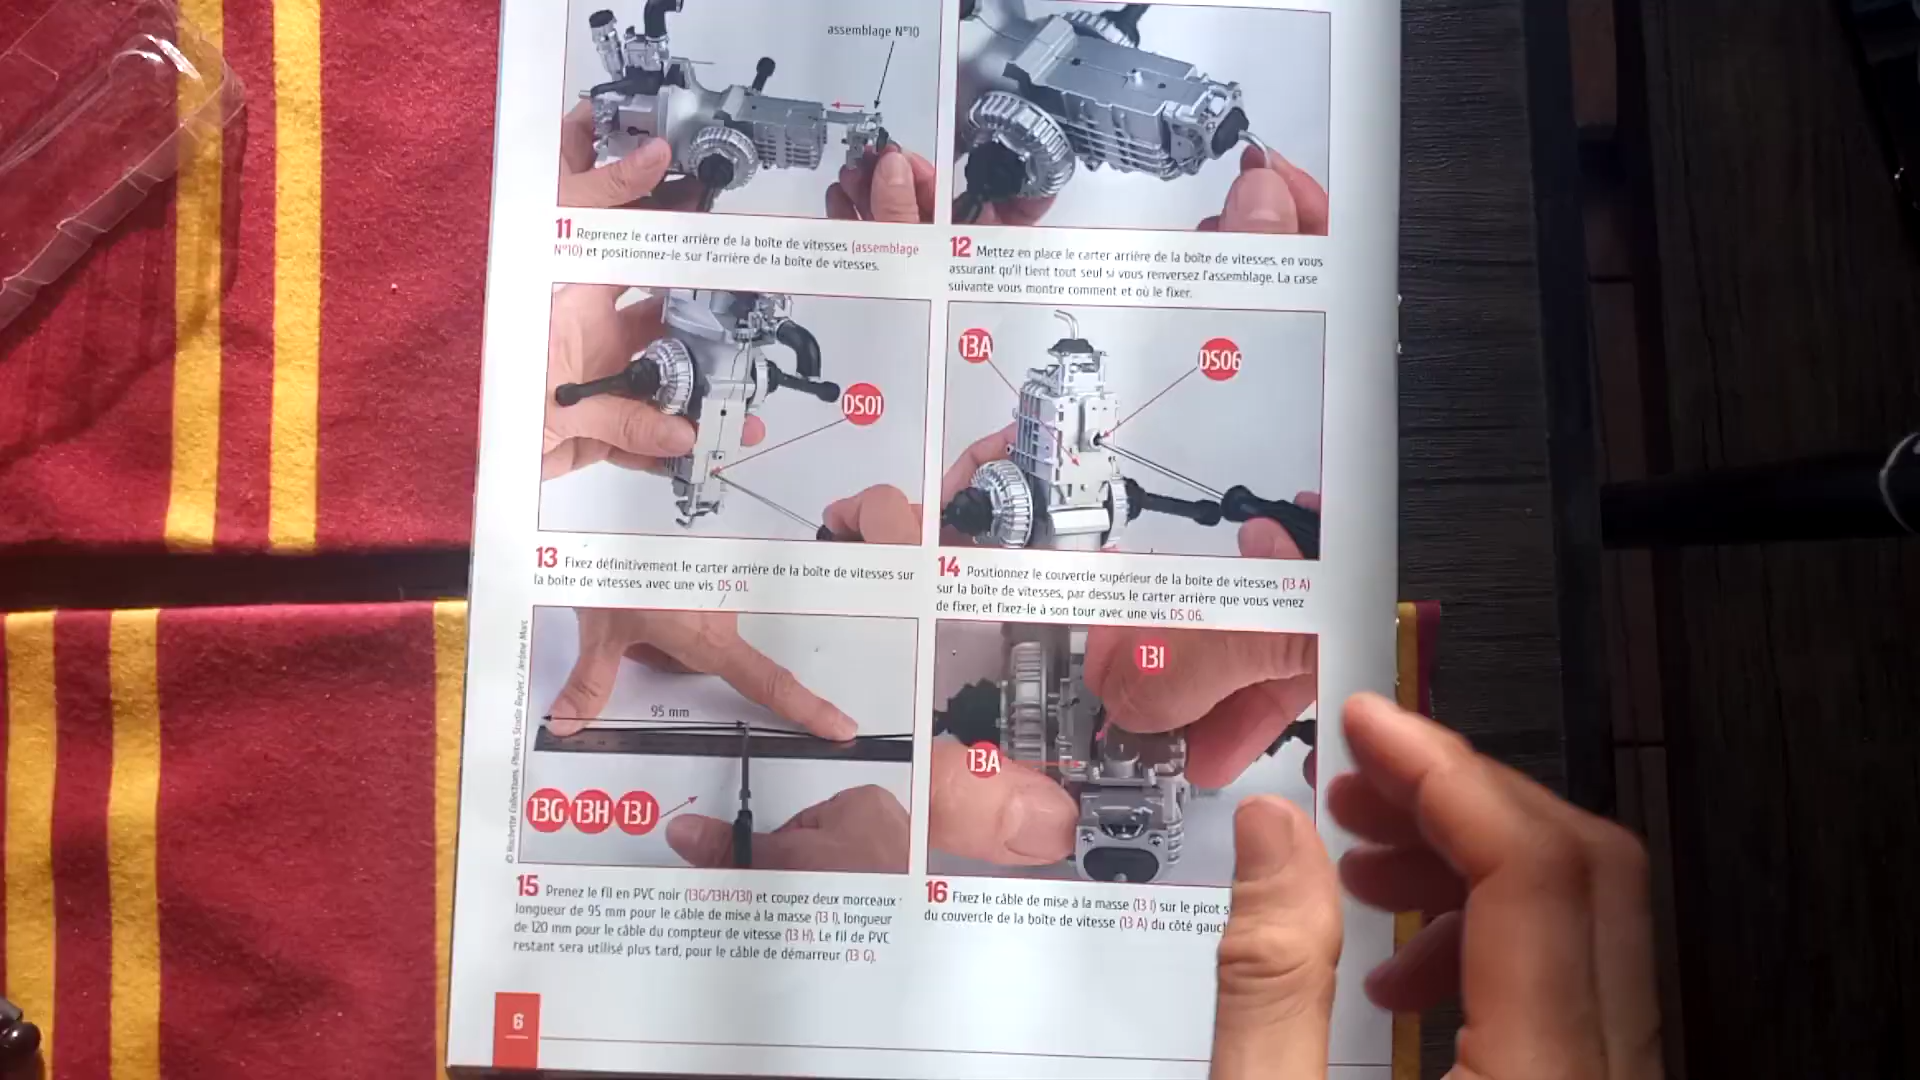 assemblage N°10
11 Reprenez le carter arrière de la boîte de vitesses (assemblage
N°10) et positionnez-le sur l'arrière de la boîte de vitesses.
12 Mettez en place le carter arrière de la boîte de vitesses, en vous
assurant qu'il tient tout seul si vous renversez l'assemblage. La case
suivante vous montre comment et où le fixer.
DS01
13A
DS06
13 Fixez définitivement le carter arrière de la boîte de vitesses sur
la boîte de vitesses avec une vis DS 01.
14 Positionnez le couvercle supérieur de la boite de vitesses (13 A)
sur la boîte de vitesses, par dessus le carter arrière que vous venez
de fixer, et fixez-le à son tour avec une vis DS 06.
95 mm
13G 13H 13J
13I
13A
15 Prenez le fil en PVC noir (13G/13H/13I) et coupez deux morceaux :
longueur de 95 mm pour le câble de mise à la masse (13 I), longueur
de 120 mm pour le câble du compteur de vitesse (13 H). Le fil de PVC
restant sera utilisé plus tard, pour le câble de démarreur (13 G).
16 Fixez le câble de mise à la masse (13 I) sur le picot s
du couvercle de la boîte de vitesse (13 A) du côté gauc
© Hachette Collections. Photos Studio Bergler / Jérôme Marc
6